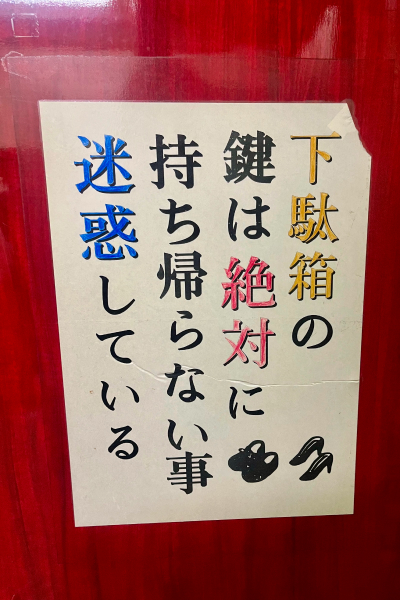 下駄箱の
鍵は絶対に
持ち帰らない事
迷惑している